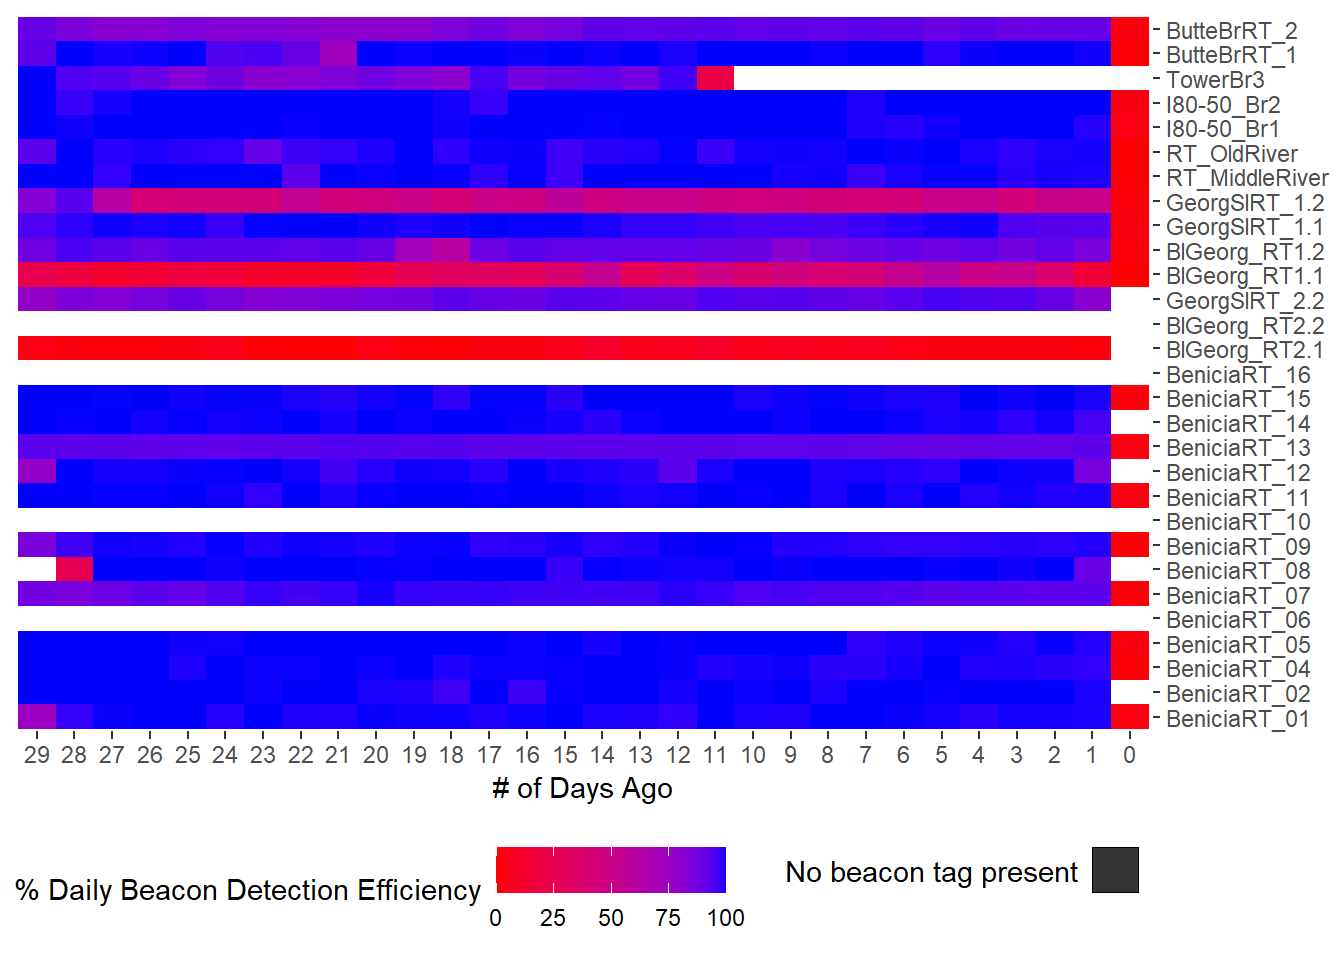 ButteBrRT_2
ButteBrRT_1
TowerBr3
I80-50_Br2
I80-50_Br1
RT_OldRiver
RT_MiddleRiver
GeorgSlRT_1.2
GeorgSlRT_1.1
BlGeorg_RT1.2
BlGeorg_RT1.1
GeorgSlRT_2.2
BlGeorg_RT2.2
BlGeorg_RT2.1
BeniciaRT_16
BeniciaRT_15
BeniciaRT_14
BeniciaRT_13
BeniciaRT_12
BeniciaRT_11
BeniciaRT_10
BeniciaRT_09
BeniciaRT_08
BeniciaRT_07
BeniciaRT_06
BeniciaRT_05
BeniciaRT_04
BeniciaRT_02
BeniciaRT_01
29 28 27 26 25 24 23 22 21 20 19 18 17 16 15 14 13 12 11 10 9 8 7 6 5 4 3 2 1 0
# of Days Ago
% Daily Beacon Detection Efficiency
0 25 50 75 100
No beacon tag present